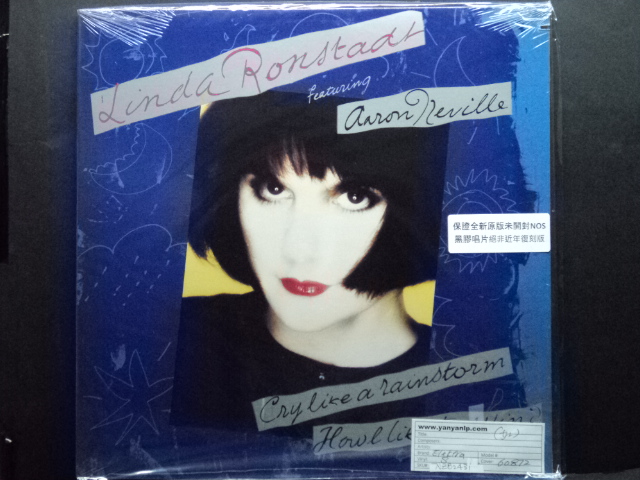 Linda Ronstadt
featuring
Aaron Neville
保證全新原版未開封NOS
黑膠唱片絕非近年復刻版
Cry like a rainstorm
Howl
www.yanyanlp.com